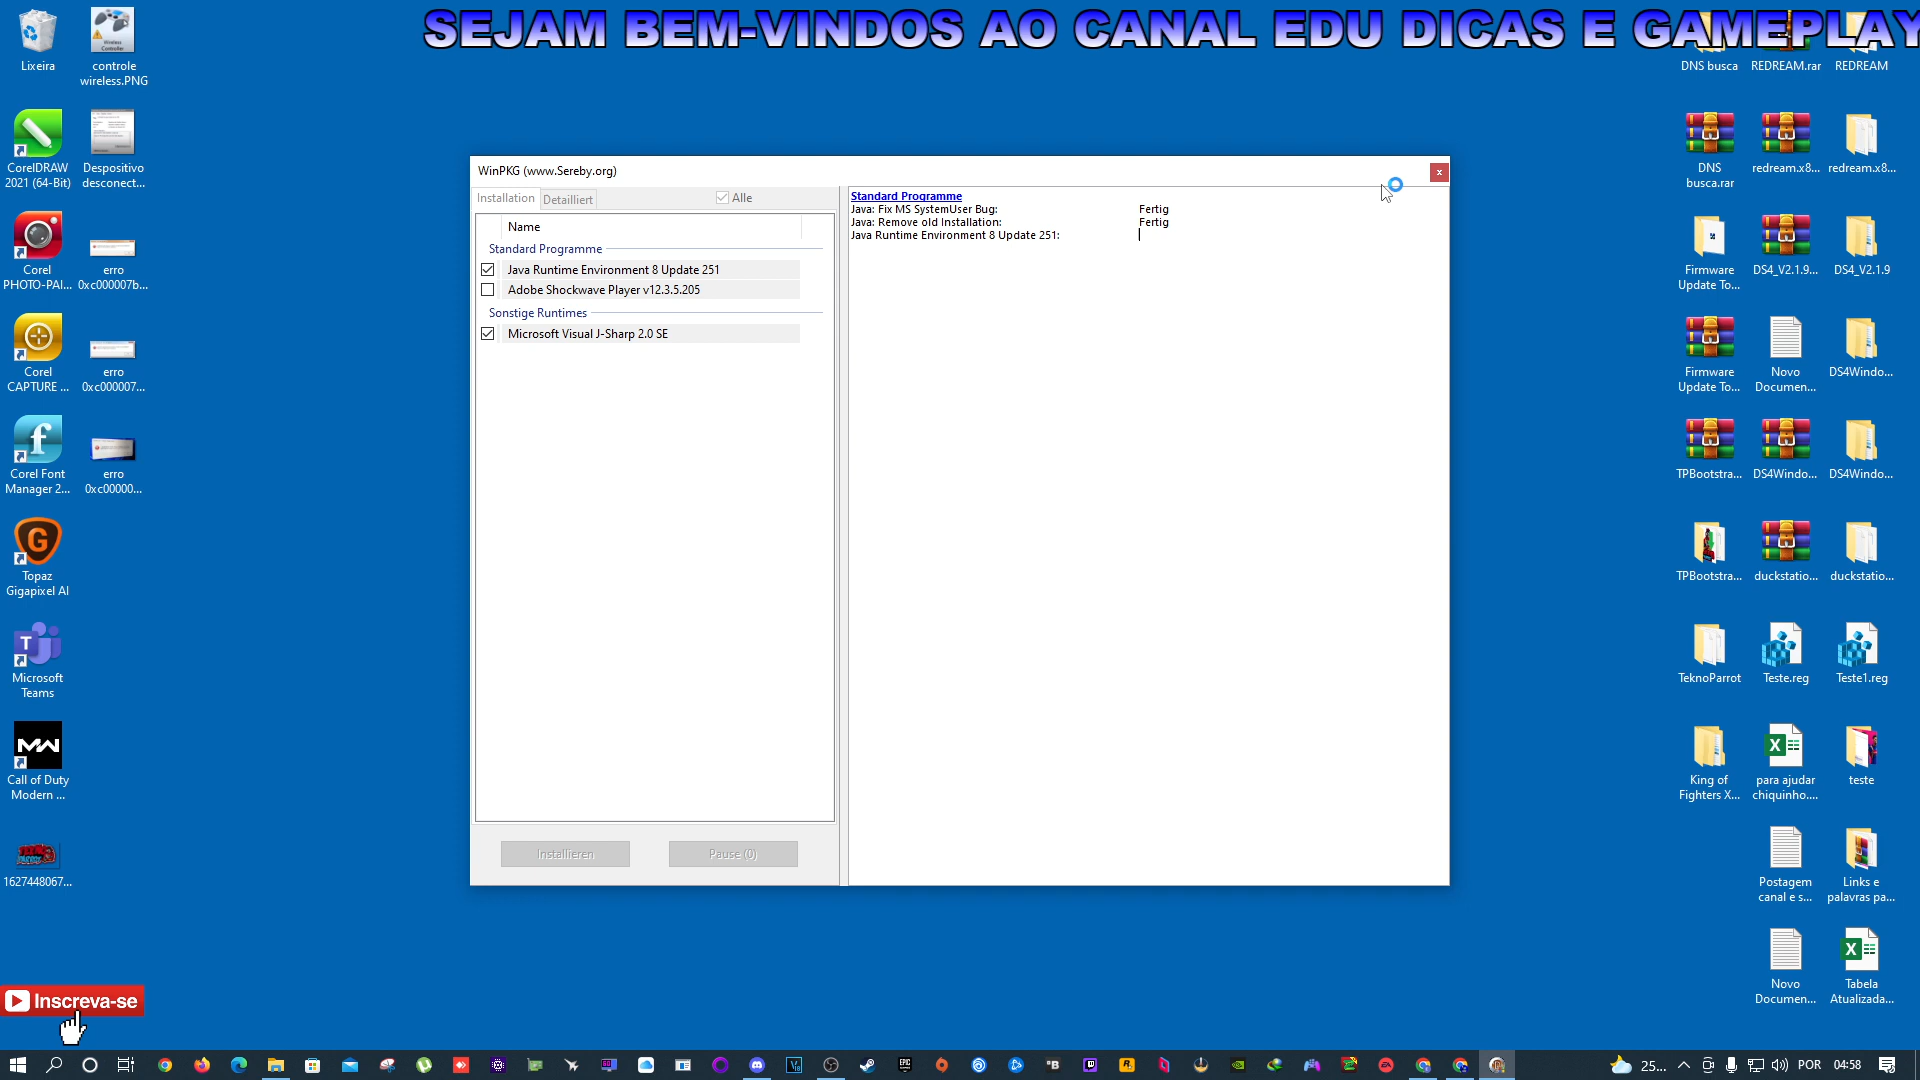 SEJAM BEM-VINDOS AO CANAL EDU DICAS E GAMEPLAY
Lixeira
controle
wireless.PNG
CorelDRAW
2021 (64-Bit)
Despositivo
desconect...
Corel
PHOTO-PAI...
erro
0xc000007b...
Corel
CAPTURE ...
erro
0xc000007...
Corel Font
Manager 2...
erro
0xc00000...
Topaz
Gigapixel AI
Microsoft
Teams
Call of Duty
Modern ...
1627448067...
Inscreva-se
WinPKG (www.Sereby.org)
Installation
Detailliert
Alle
Name
Standard Programme
Java Runtime Environment 8 Update 251
Adobe Shockwave Player v12.3.5.205
Sonstige Runtimes
Microsoft Visual J-Sharp 2.0 SE
Installieren
Pause (0)
Standard Programme
Java: Fix MS SystemUser Bug: Fertig
Java: Remove old Installation: Fertig
Java Runtime Environment 8 Update 251:
DNS busca
REDREAM.rar
REDREAM
DNS
busca.rar
redream.x8...
redream.x8...
Firmware
Update To...
DS4_V2.1.9...
DS4_V2.1.9
Firmware
Update To...
Novo
Documen...
DS4Windo...
TPBootstra...
DS4Windo...
DS4Windo...
TPBootstra...
duckstatio...
duckstatio...
TeknoParrot
Teste.reg
Teste1.reg
King of
Fighters X...
para ajudar
chiquinho....
teste
Postagem
canal e s...
Links e
palavras pa...
Novo
Documen...
Tabela
Atualizada...
25...
POR
04:58